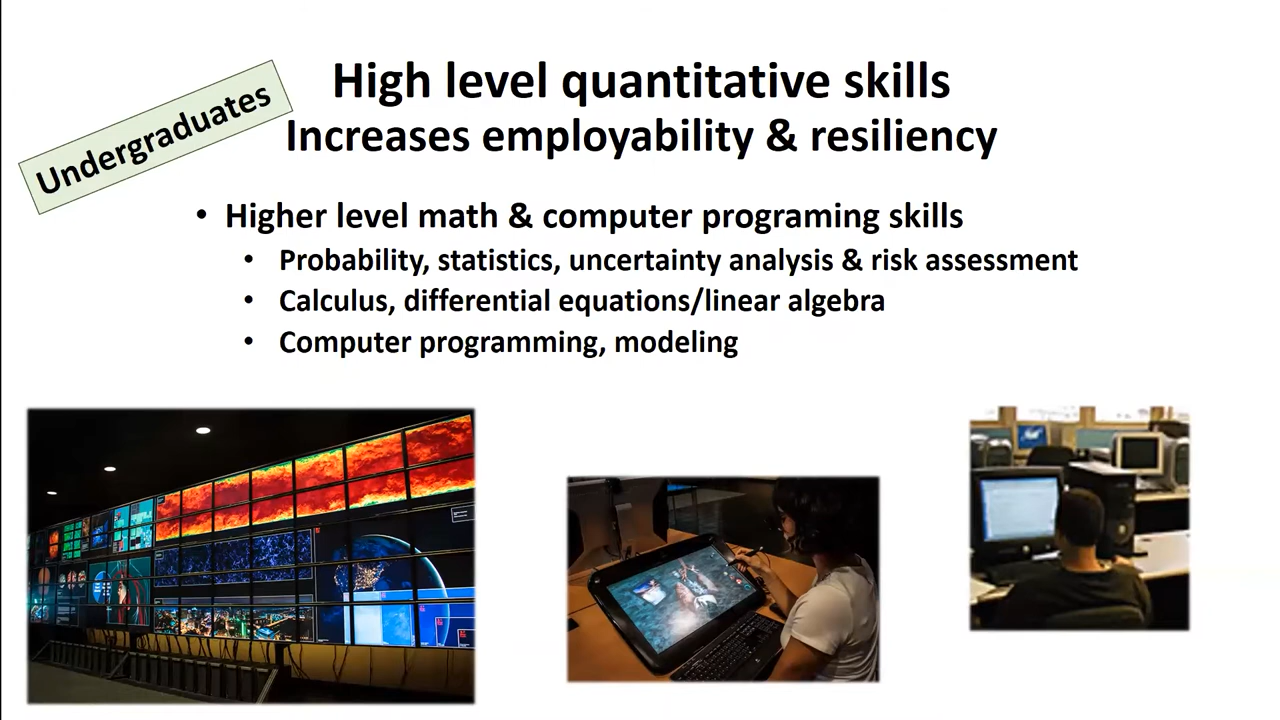 Undergraduates
High level quantitative skills
Increases employability & resiliency
• Higher level math & computer programing skills
• Probability, statistics, uncertainty analysis & risk assessment
• Calculus, differential equations/linear algebra
• Computer programming, modeling